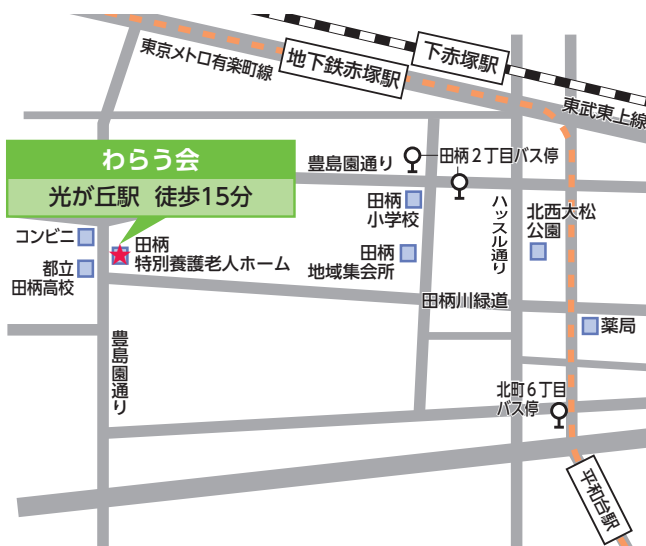 下赤塚駅
東京メトロ有楽町線
地下鉄赤塚駅
東武東上線
わらう会
光が丘駅 徒歩15分
豊島園通り
田柄2丁目バス停
田柄
小学校
ハッスル通り
北西大松
公園
コンビニ
田柄
特別養護老人ホーム
田柄
地域集会所
都立
田柄高校
田柄川緑道
薬局
豊島園通り
北町6丁目
バス停
平和台駅